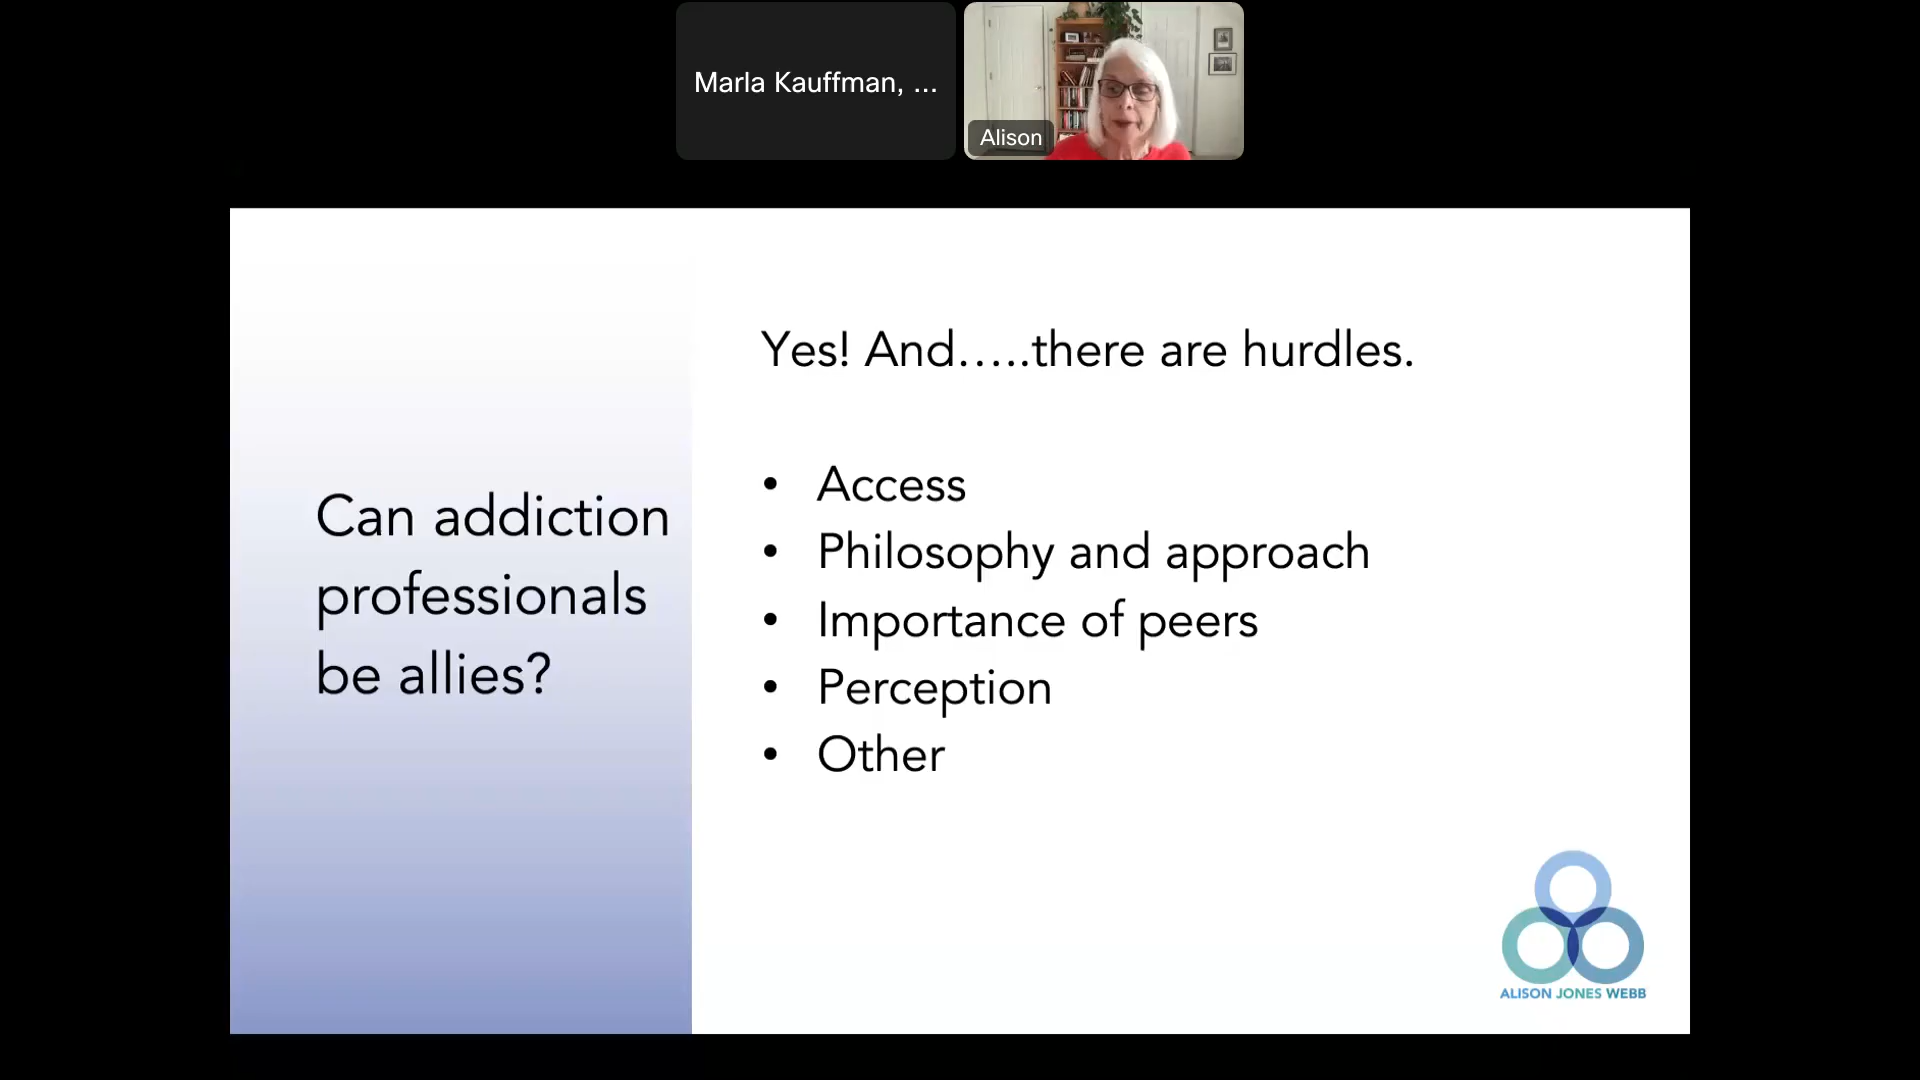 Marla Kauffman, ...
Alison
Can addiction
professionals
be allies?
Yes! And.....there are hurdles.
• Access
• Philosophy and approach
• Importance of peers
• Perception
• Other
ALISON JONES WEBB